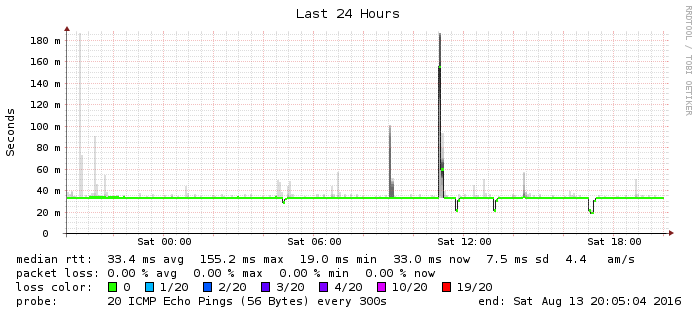 Last 24 Hours
RRDTOOL / TOBI OETIKER
Seconds
180 m
160 m
140 m
120 m
100 m
80 m
60 m
40 m
20 m
0
Sat 00:00 Sat 06:00 Sat 12:00 Sat 18:00
median rtt: 33.4 ms avg 155.2 ms max 19.0 ms min 33.0 ms now 7.5 ms sd 4.4 am/s
packet loss: 0.00 % avg 0.00 % max 0.00 % min 0.00 % now
loss color: 0 1/20 2/20 3/20 4/20 10/20 19/20
probe: 20 ICMP Echo Pings (56 Bytes) every 300s end: Sat Aug 13 20:05:04 2016